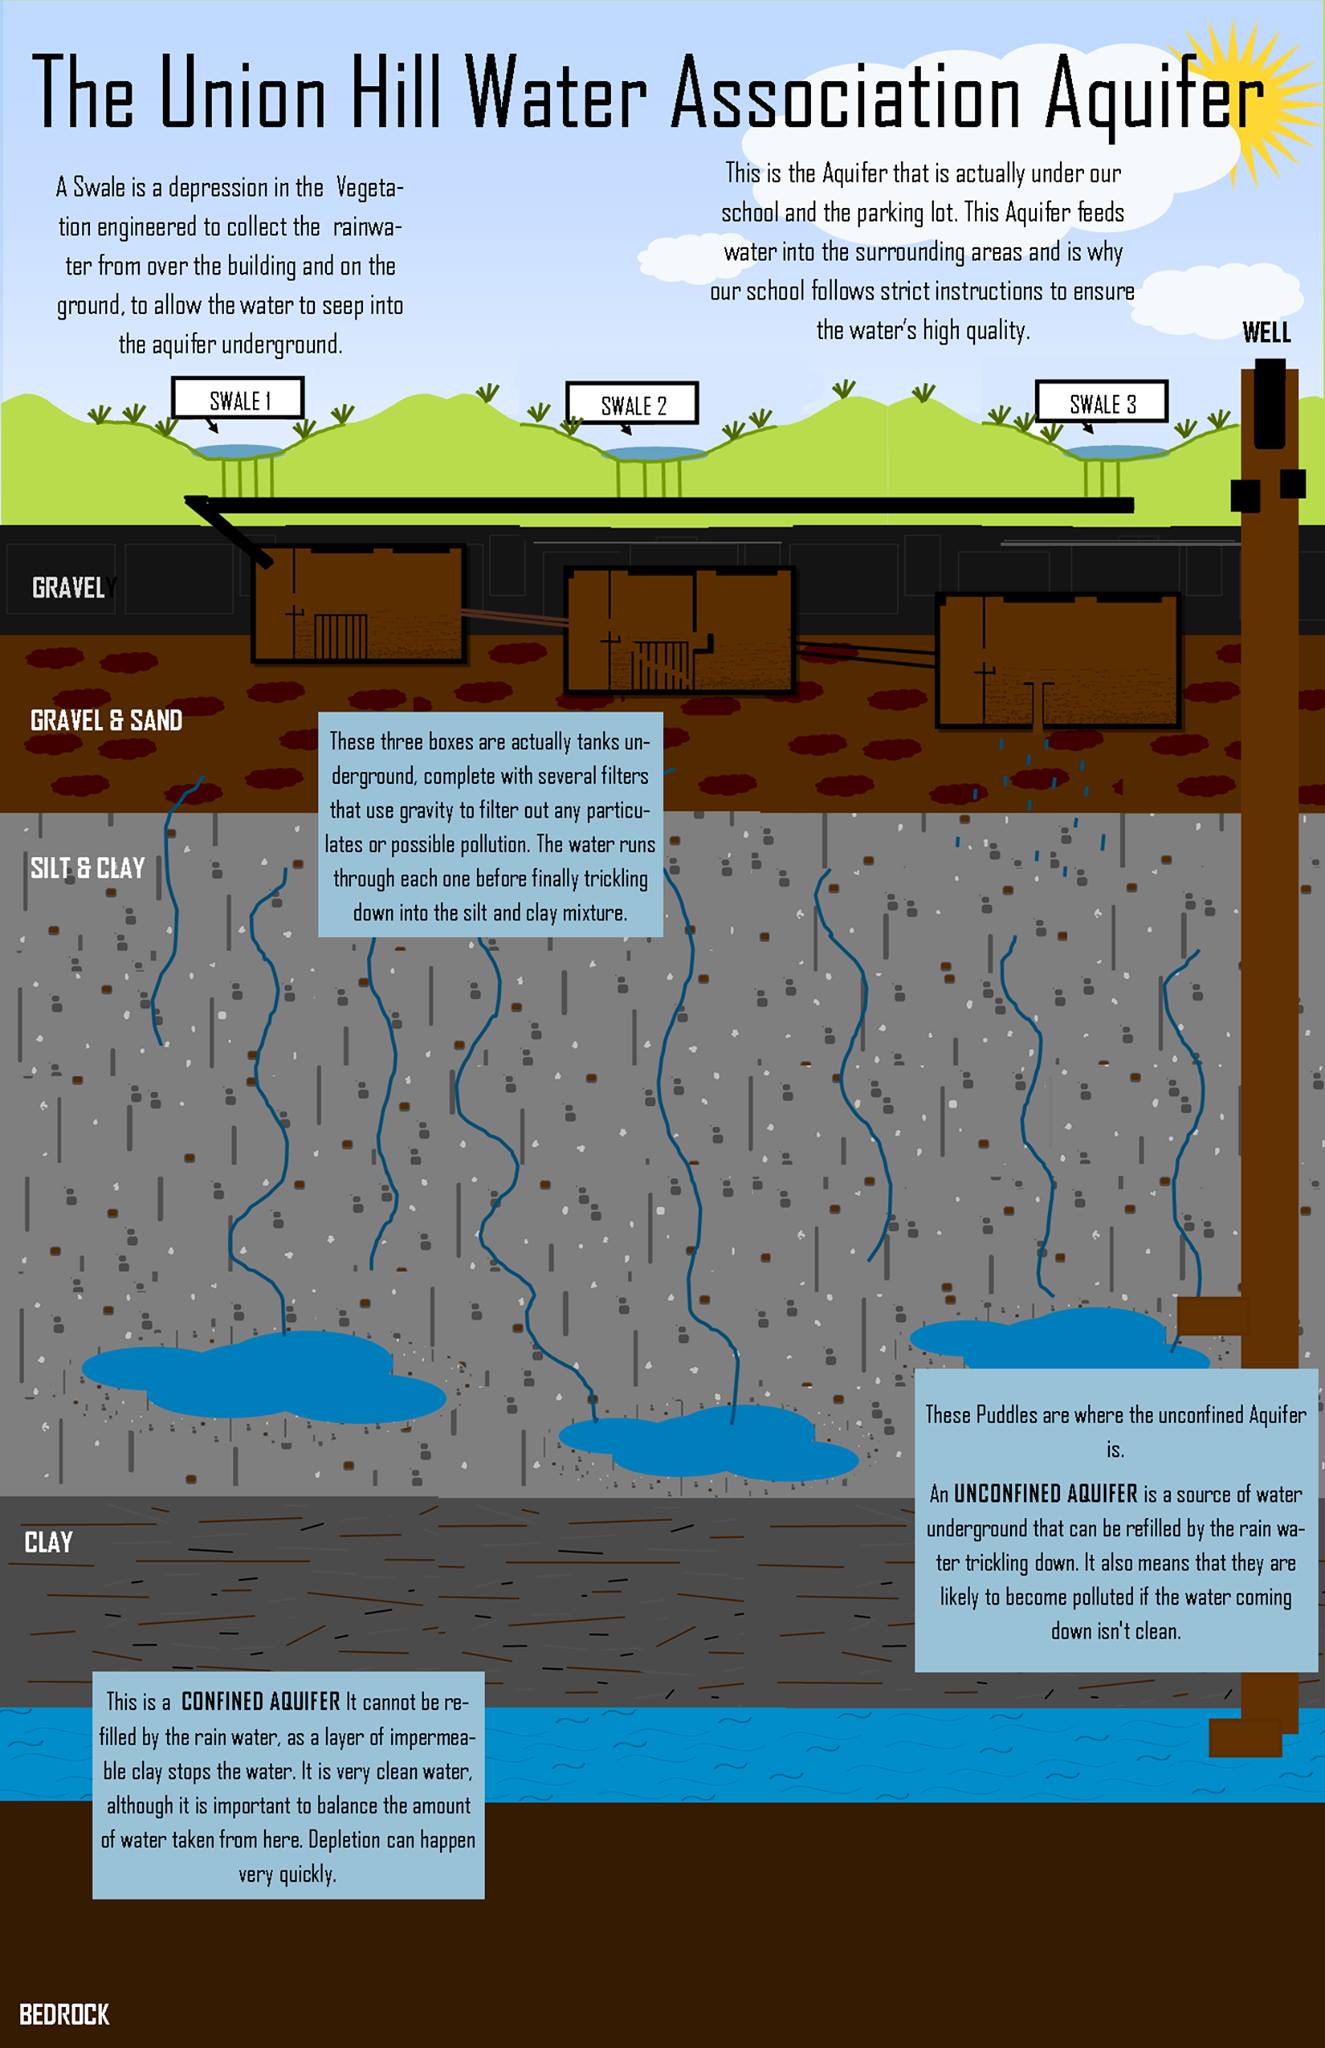 The Union Hill Water Association Aquifer
A Swale is a depression in the Vegeta-
tion engineered to collect the rainwa-
ter from over the building and on the
ground, to allow the water to seep into
the aquifer underground.
This is the Aquifer that is actually under our
school and the parking lot. This Aquifer feeds
water into the surrounding areas and is why
our school follows strict instructions to ensure
the water's high quality.
WELL
SWALE 1
SWALE 2
SWALE 3
GRAVELY
GRAVEL & SAND
These three boxes are actually tanks un-
derground, complete with several filters
that use gravity to filter out any particu-
lates or possible pollution. The water runs
through each one before finally trickling
down into the silt and clay mixture.
SILT & CLAY
These Puddles are where the unconfined Aquifer
is.
An UNCONFINED AQUIFER is a source of water
underground that can be refilled by the rain wa-
ter trickling down. It also means that they are
likely to become polluted if the water coming
down isn't clean.
CLAY
This is a CONFINED AQUIFER It cannot be re-
filled by the rain water, as a layer of impermea-
ble clay stops the water. It is very clean water,
although it is important to balance the amount
of water taken from here. Depletion can happen
very quickly.
BEDROCK